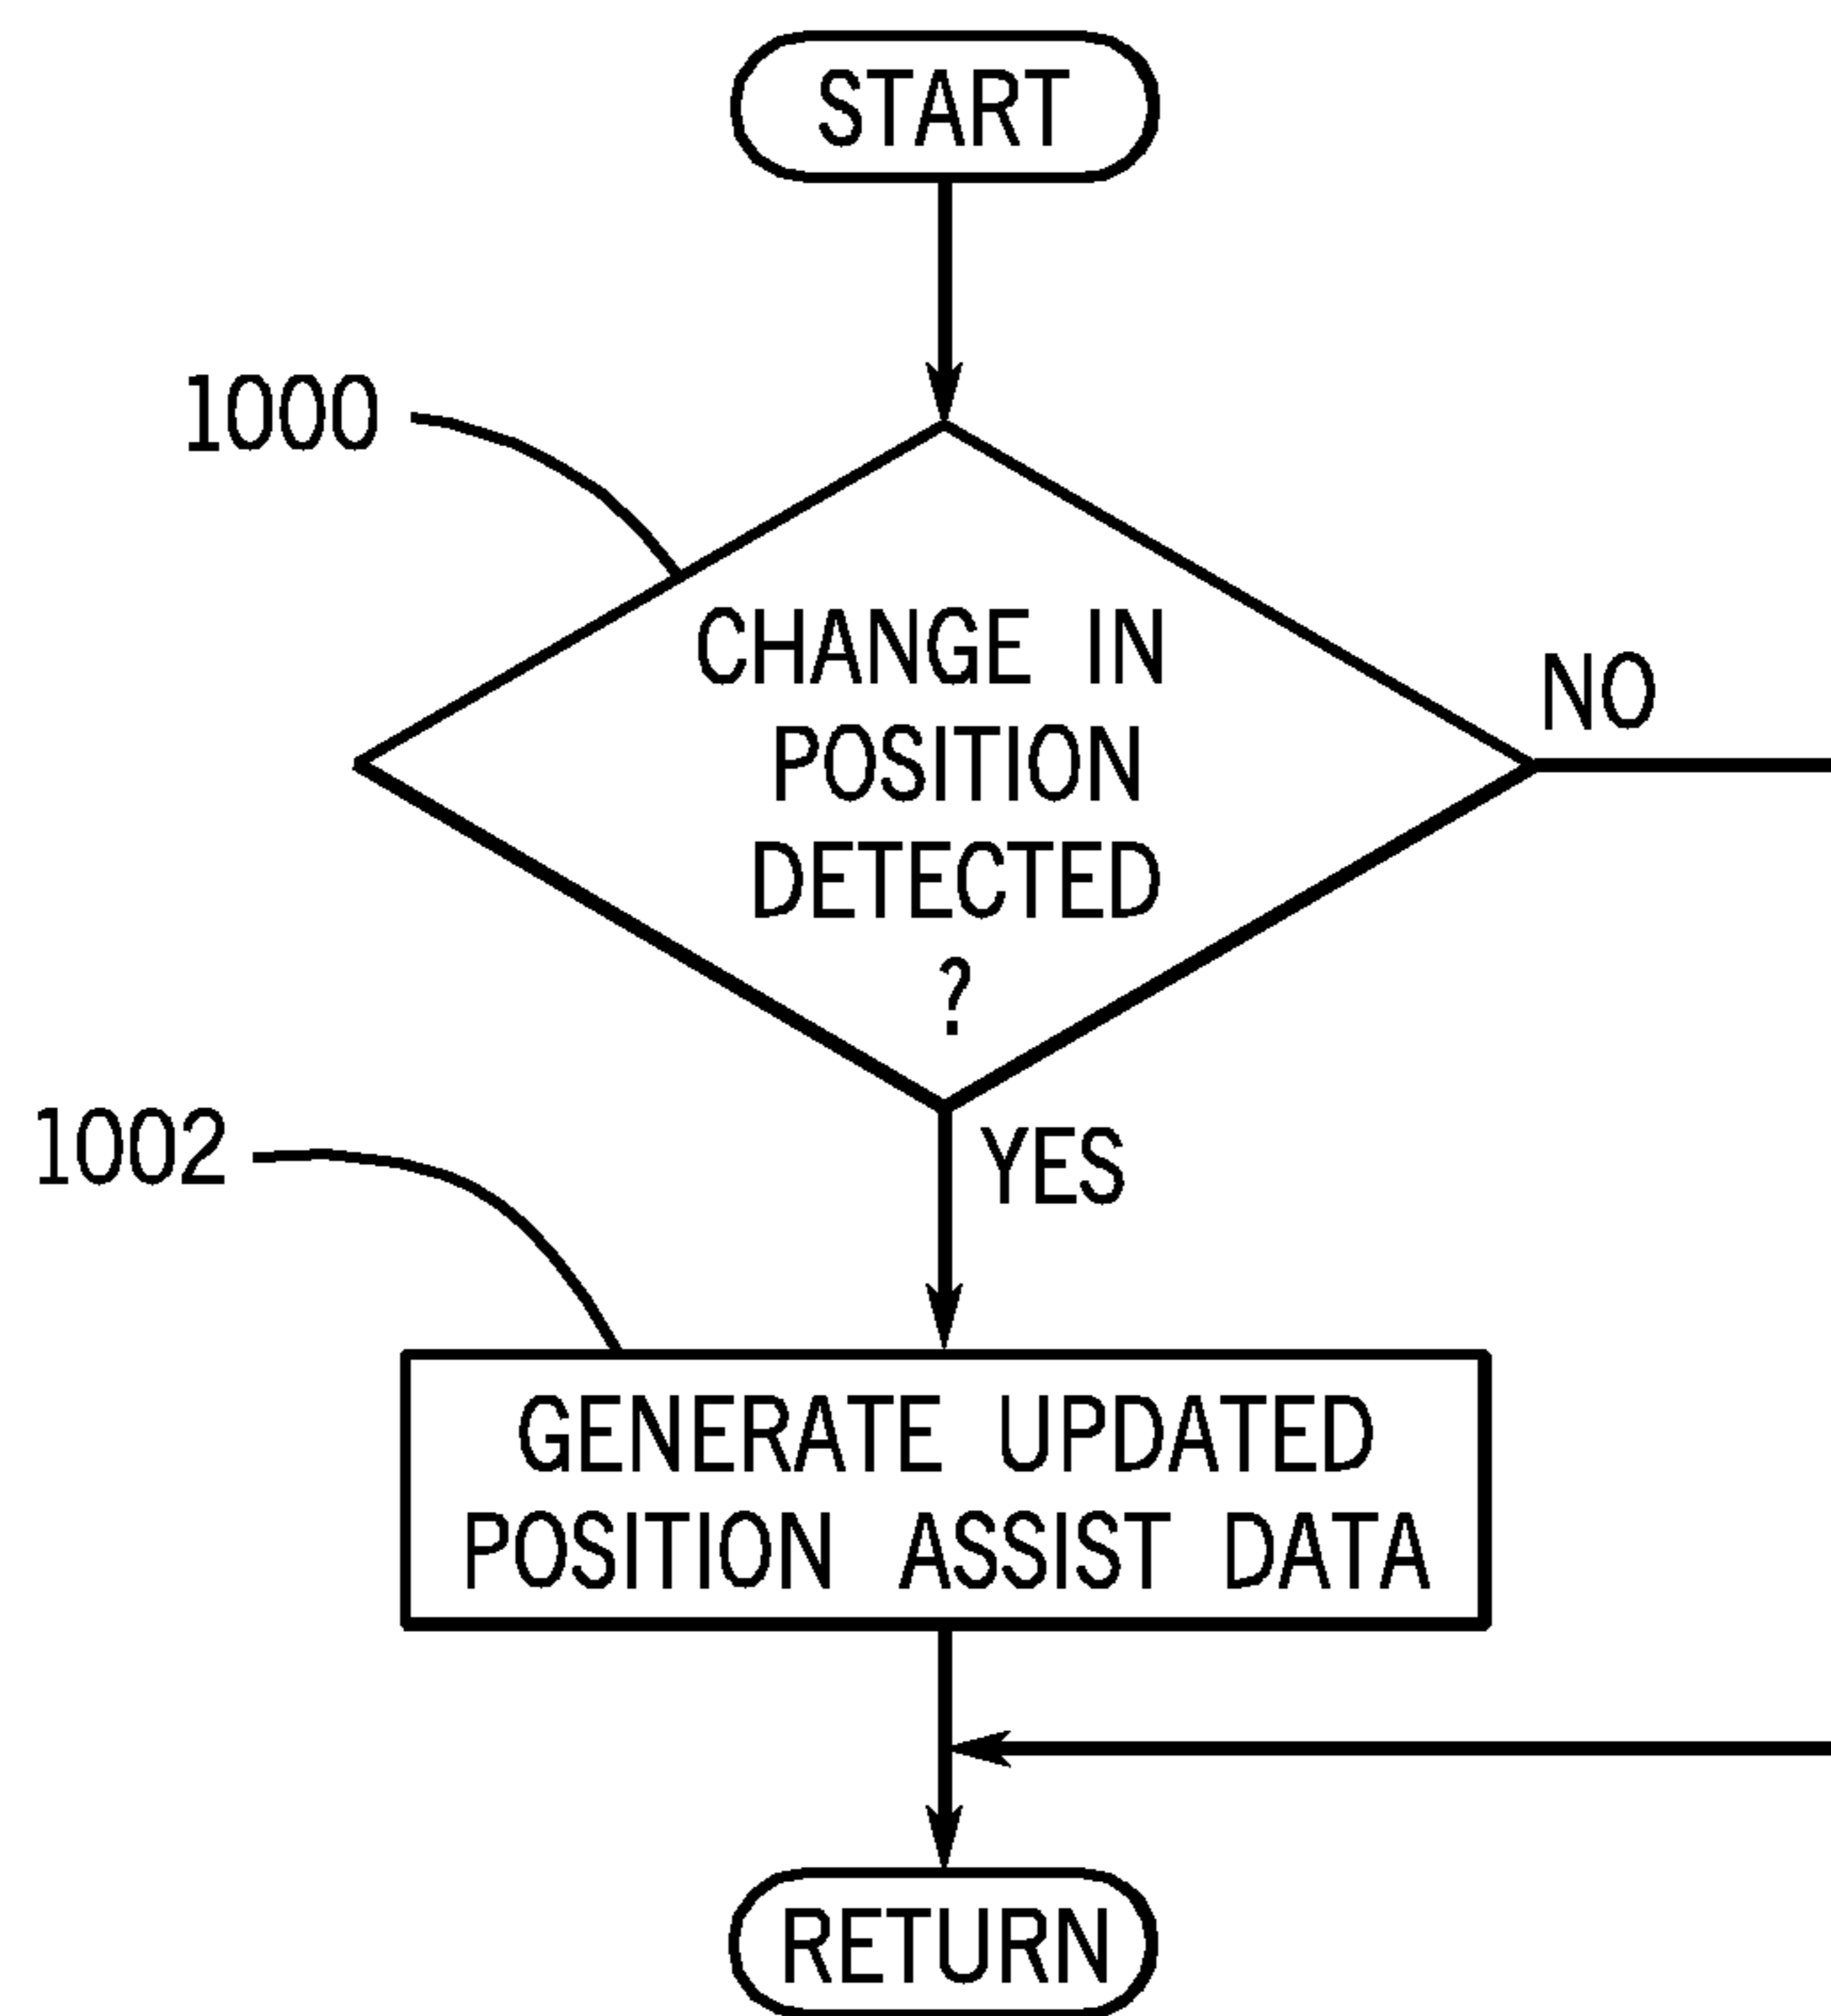 START
1000
CHANGE IN
POSITION
DETECTED
?
NO
1002
YES
GENERATE UPDATED
POSITION ASSIST DATA
RETURN